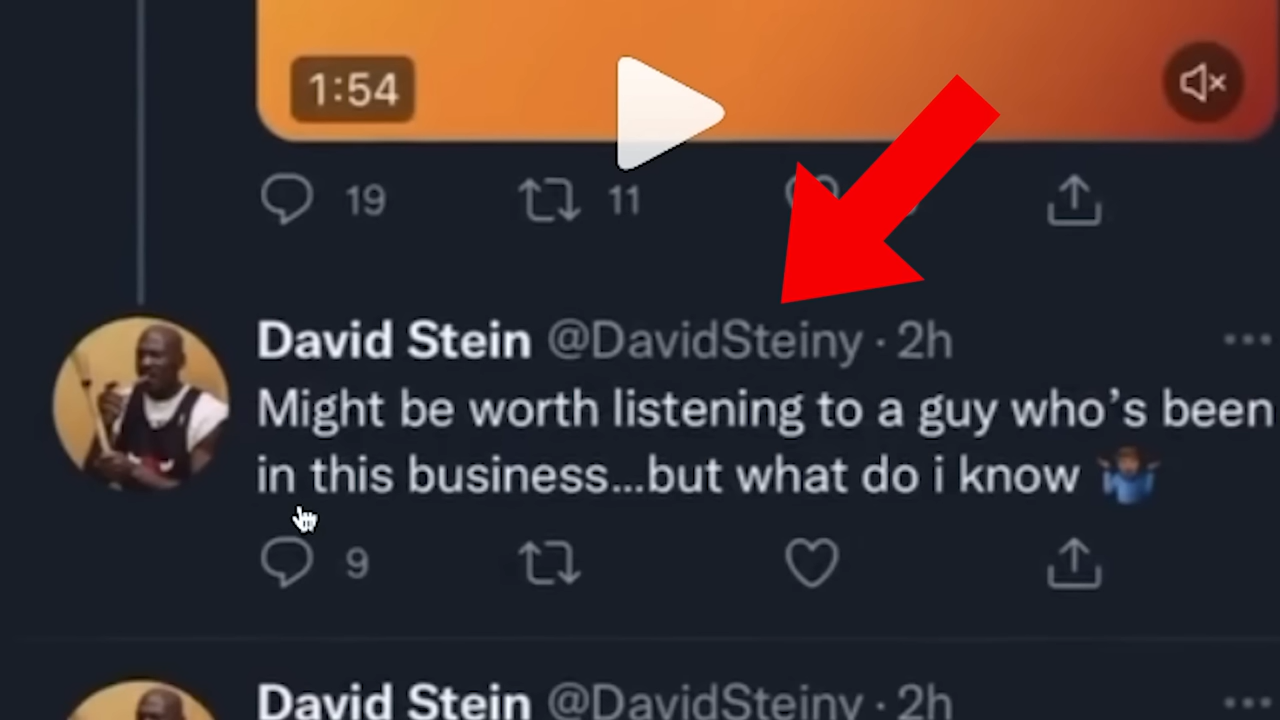 1:54
19 11
David Stein @DavidSteiny · 2h
Might be worth listening to a guy who's been
in this business...but what do i know 🤷🏽‍♂️
9
David Stein @DavidSteiny · 2h